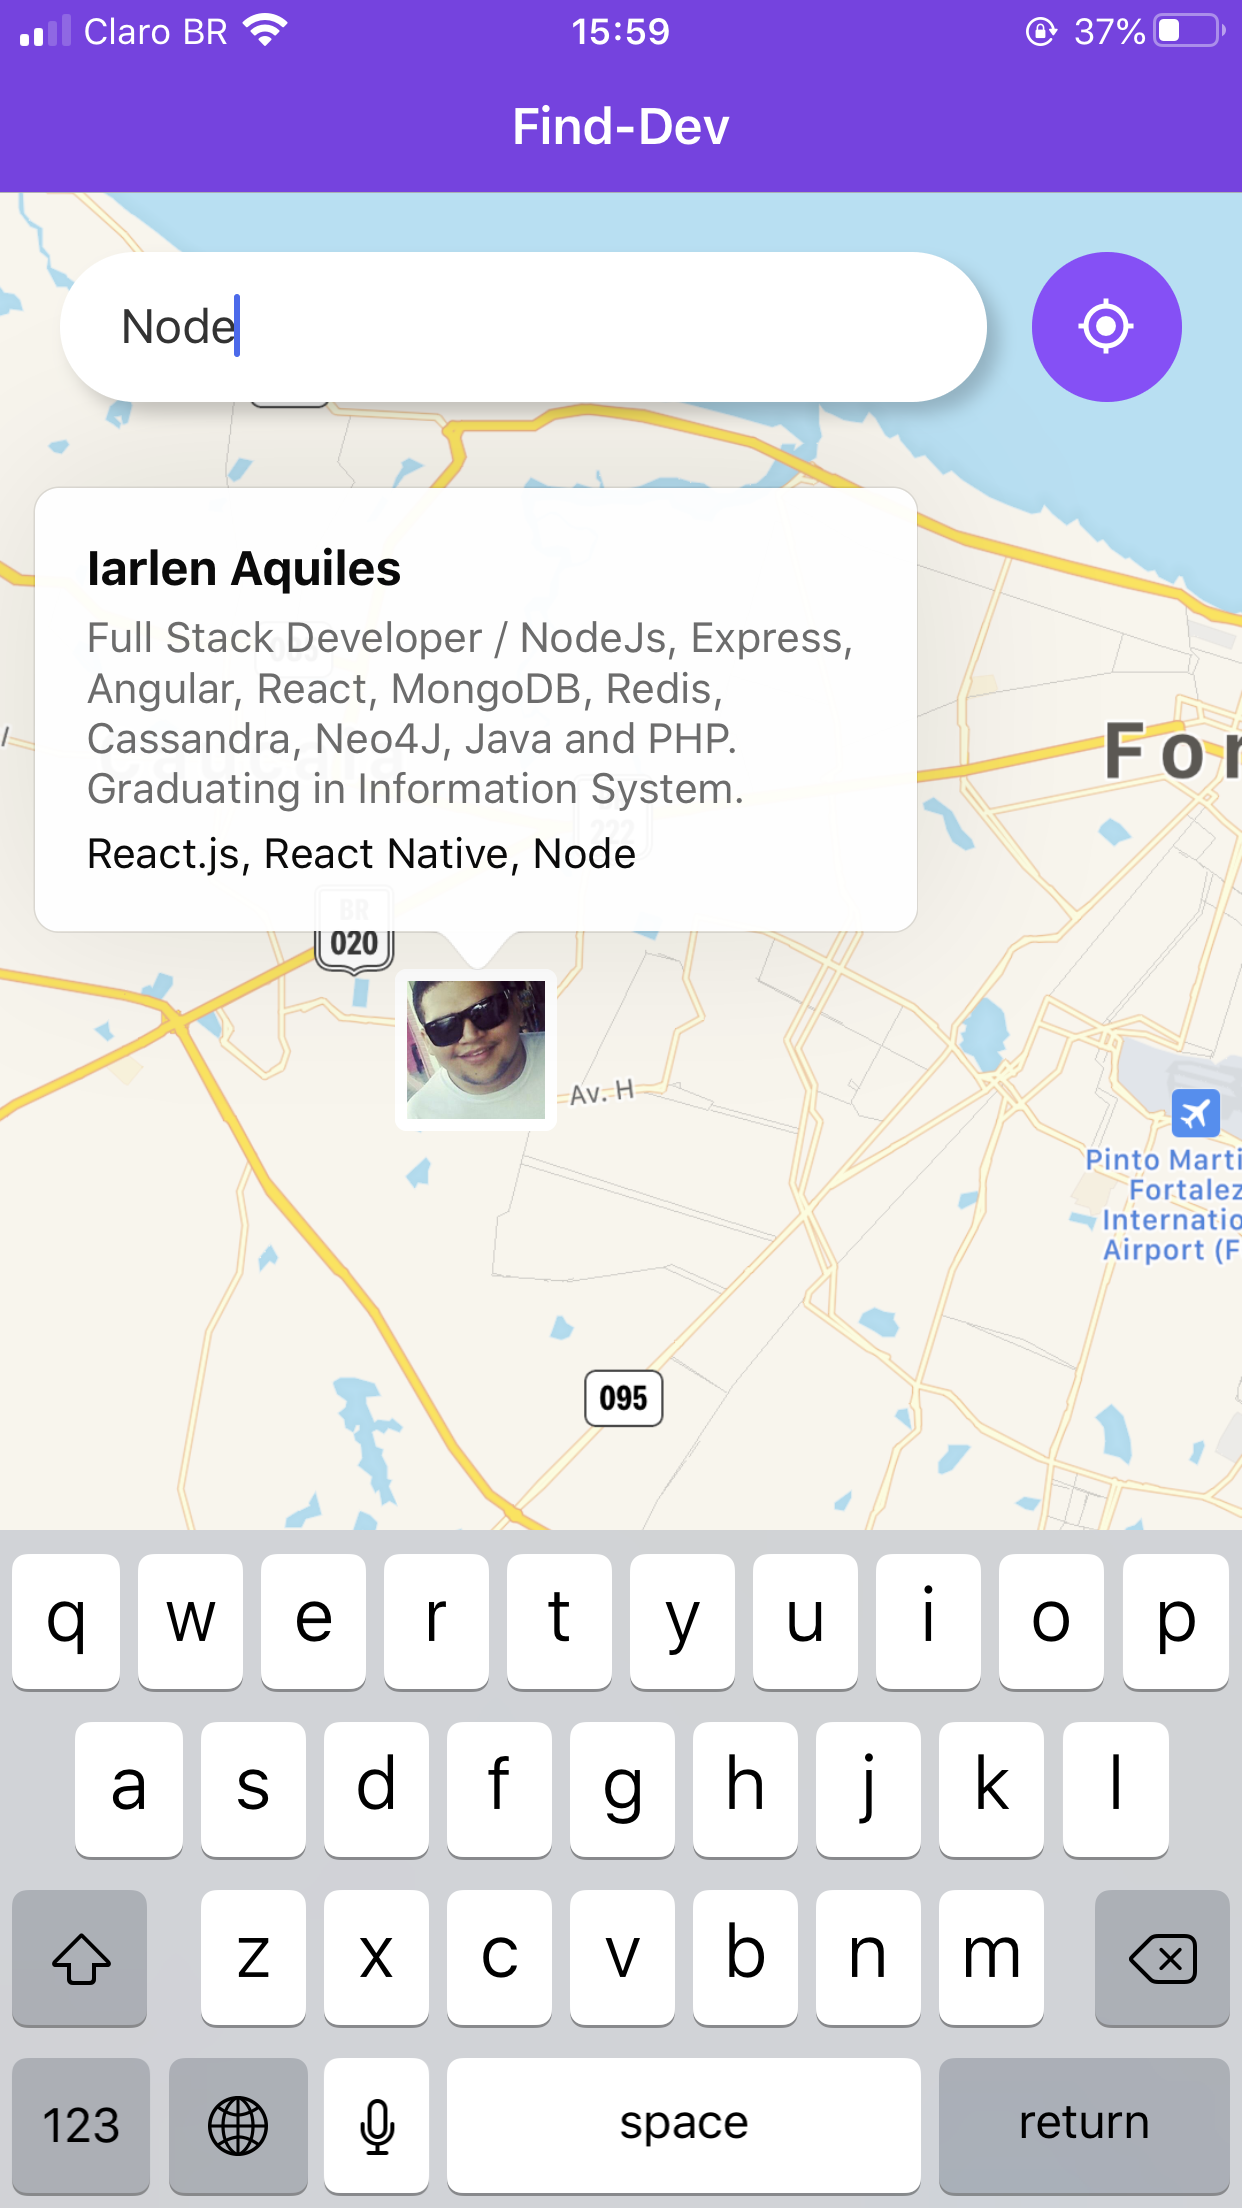 Claro BR 15:59 37%
Find-Dev
Node
Iarlen Aquiles
Full Stack Developer / NodeJs, Express,
Angular, React, MongoDB, Redis,
Cassandra, Neo4J, Java and PHP.
Graduating in Information System.
React.js, React Native, Node
222
BR
020
For
Av. H
Pinto Marti
Fortalez
Internatio
Airport (F
095
q w e r t y u i o p
a s d f g h j k l
z x c v b n m
123 space return